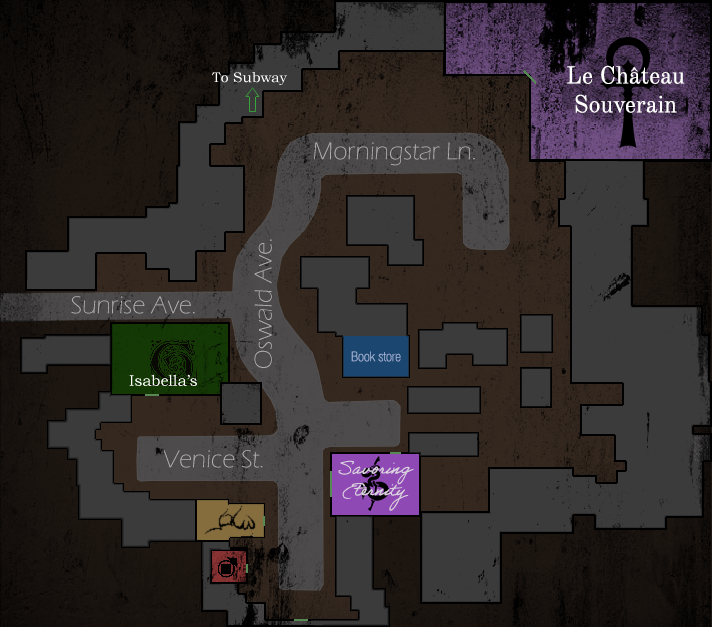 To Subway
Le Château
Souverain
Morningstar Ln.
Oswald Ave.
Sunrise Ave.
Isabella's
Book store
Venice St.
Savoring
Eternity